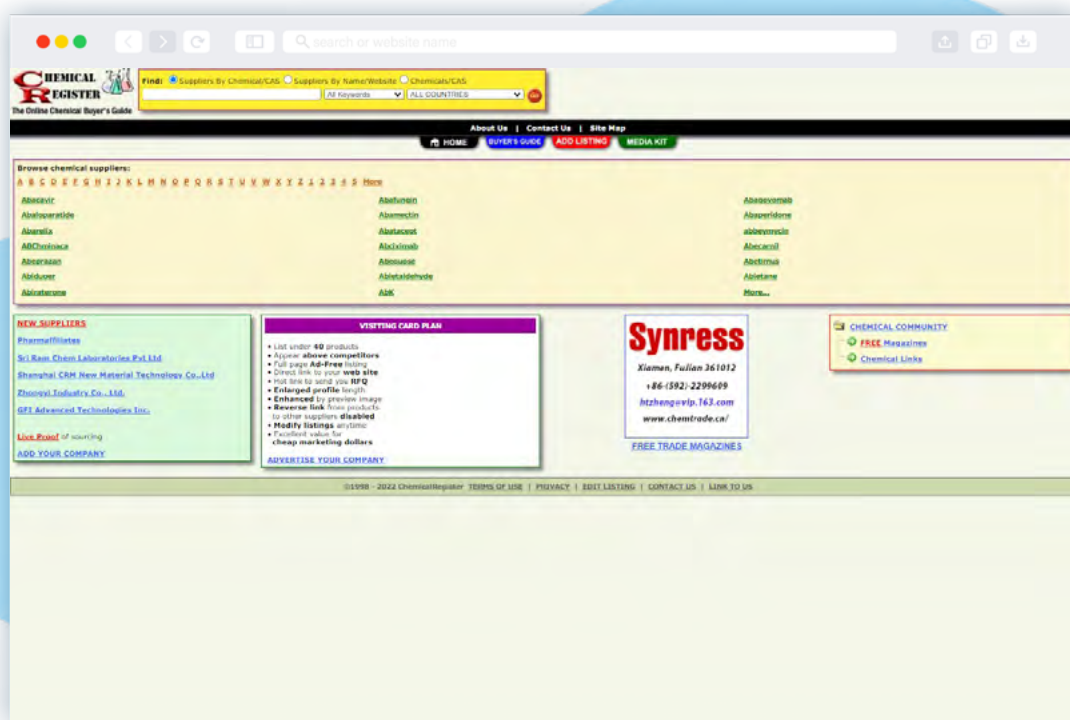 search or website name
CHEMICAL
REGISTER
The Online Chemical Buyer's Guide
Find: Suppliers By Chemical/CAS Suppliers By Name/Website Chemicals/CAS
All Keywords ALL COUNTRIES
About Us | Contact Us | Site Map
HOME BUYER'S GUIDE ADD LISTING MEDIA KIT
Browse chemical suppliers:
A B C D E F G H I J K L M N O P Q R S T U V W X Y Z 1 2 3 4 5 More
Abacavir Abafungin Abagovomab
Abaloparatide Abamectin Abaperidone
Abarelix Abatacept abbeymycin
ABChminaca Abciximab Abecarnil
Abeprazan Abequose Abetimus
Abiduoer Abietaldehyde Abietane
Abiraterone AbK More...
NEW SUPPLIERS
Pharmaffiliates
Sri Ram Chem Laboratories Pvt Ltd
Shanghai CRM New Material Technology Co.,Ltd
Zhongyi Industry Co., Ltd.
GFI Advanced Technologies Inc.
Live Proof of sourcing
ADD YOUR COMPANY
VISITING CARD PLAN
• List under 40 products
• Appear above competitors
• Full page Ad-Free listing
• Direct link to your web site
• Hot link to send you RFQ
• Enlarged profile length
• Enhanced by preview image
• Reverse link from products
to other suppliers disabled
• Modify listings anytime
• Excellent value for
cheap marketing dollars
ADVERTISE YOUR COMPANY
Synress
Xiamen, Fujian 361012
+86-(592)-2299609
htzheng@vip.163.com
www.chemtrade.ca/
FREE TRADE MAGAZINES
CHEMICAL COMMUNITY
FREE Magazines
Chemical Links
©1998 - 2022 ChemicalRegister TERMS OF USE | PRIVACY | EDIT LISTING | CONTACT US | LINK TO US